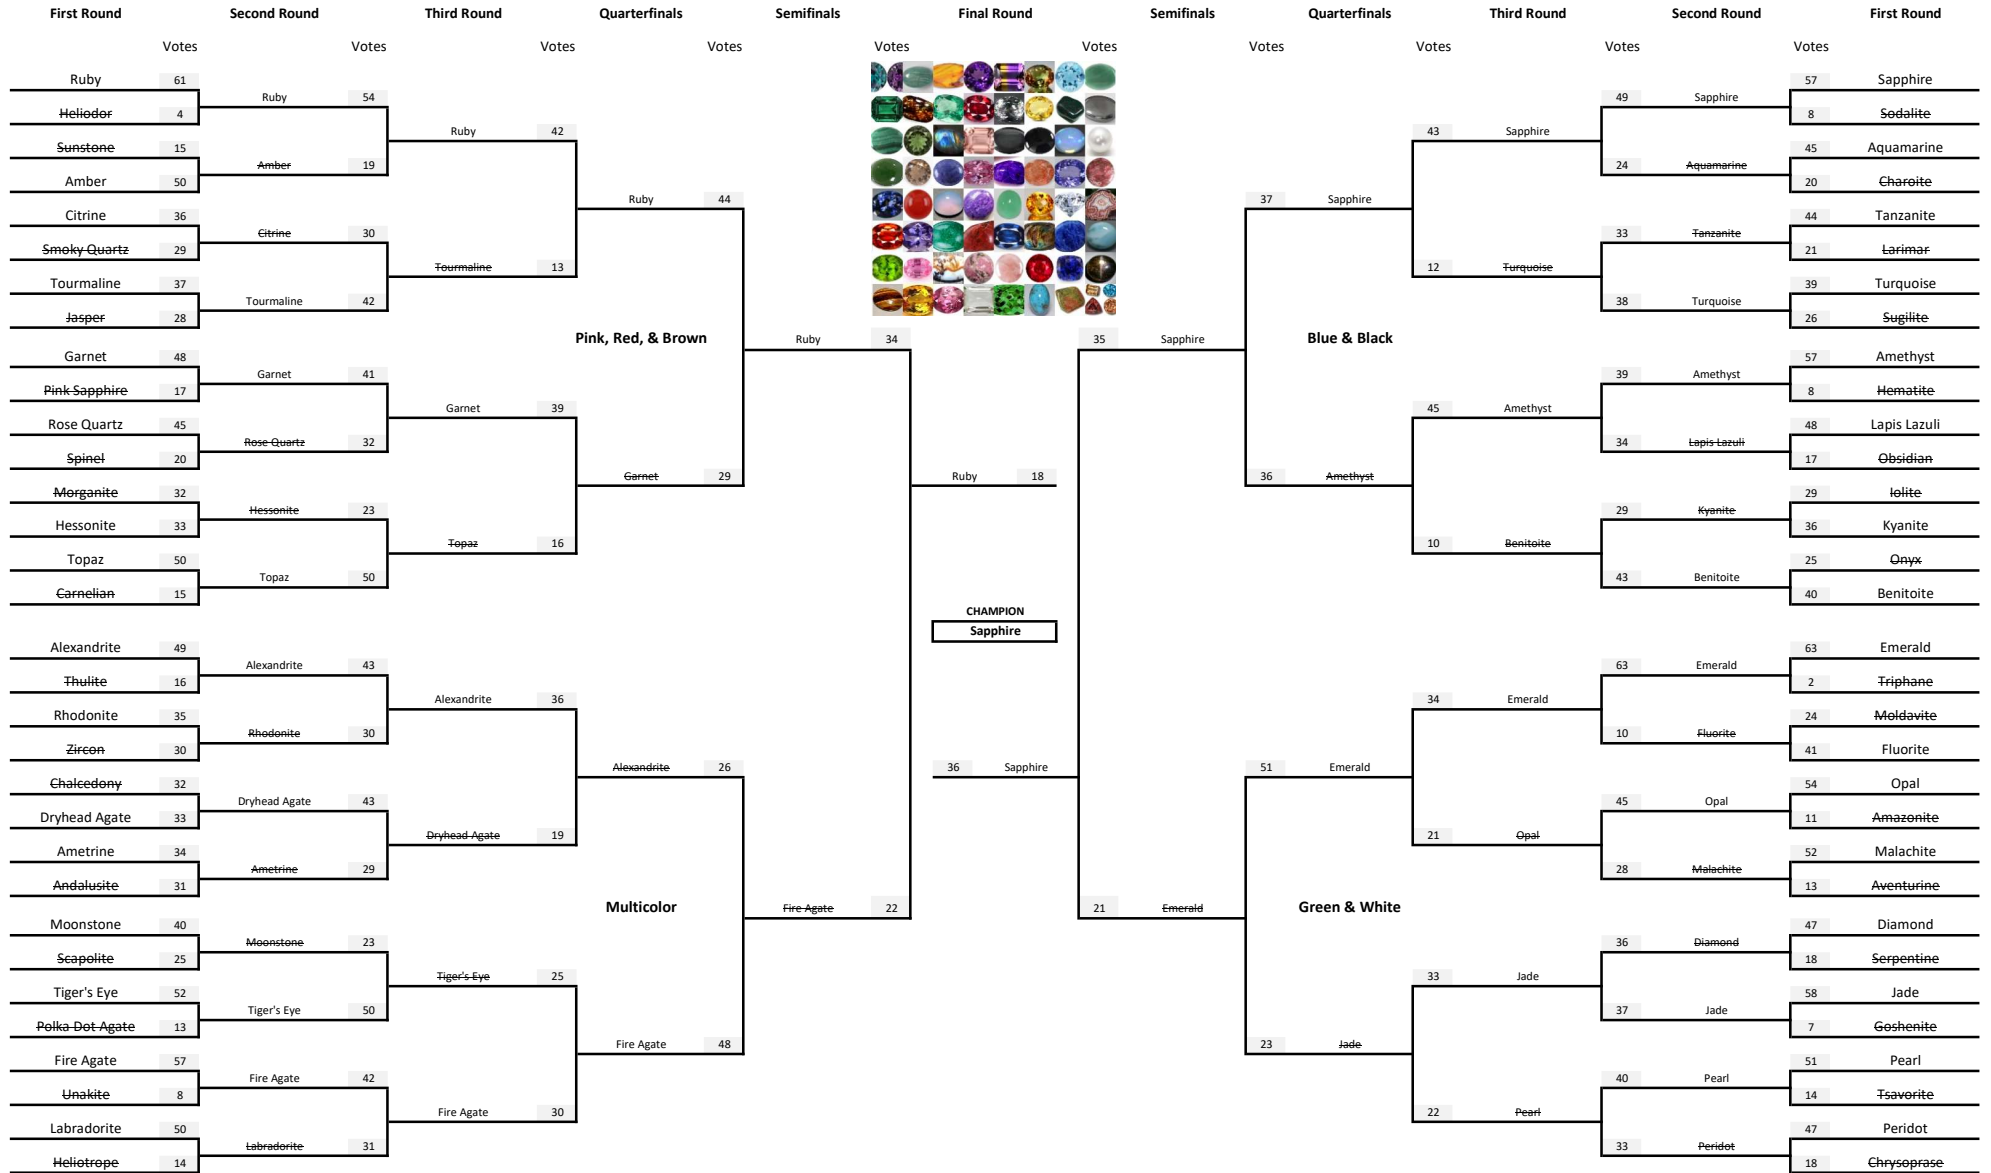 First Round Second Round Third Round Quarterfinals Semifinals Final Round Semifinals Quarterfinals Third Round Second Round First Round
Votes Votes Votes Votes Votes Votes Votes Votes Votes Votes
Ruby 61 57 Sapphire
Ruby 54 49 Sapphire
Heliodor 4 8 Sodalite
Ruby 42 43 Sapphire
Sunstone 15 45 Aquamarine
Amber 19 24 Aquamarine
Amber 50 20 Charoite
Ruby 44 37 Sapphire
Citrine 36 44 Tanzanite
Citrine 30 33 Tanzanite
Smoky Quartz 29 21 Larimar
Tourmaline 13 12 Turquoise
Tourmaline 37 39 Turquoise
Tourmaline 42 38 Turquoise
Jasper 28 26 Sugilite
Pink, Red, & Brown Ruby 34 35 Sapphire Blue & Black
Garnet 48 57 Amethyst
Garnet 41 39 Amethyst
Pink Sapphire 17 8 Hematite
Garnet 39 45 Amethyst
Rose Quartz 45 48 Lapis Lazuli
Rose Quartz 32 34 Lapis Lazuli
Spinel 20 17 Obsidian
Garnet 29 Ruby 18 36 Amethyst
Morganite 32 29 Iolite
Hessonite 23 29 Kyanite
Hessonite 33 36 Kyanite
Topaz 16 10 Benitoite
Topaz 50 25 Onyx
Topaz 50 43 Benitoite
Carnelian 15 40 Benitoite
CHAMPION
Sapphire
Alexandrite 49 63 Emerald
Alexandrite 43 63 Emerald
Thulite 16 2 Triphane
Alexandrite 36 34 Emerald
Rhodonite 35 24 Moldavite
Rhodonite 30 10 Fluorite
Zircon 30 41 Fluorite
Alexandrite 26 36 Sapphire 51 Emerald
Chalcedony 32 54 Opal
Dryhead Agate 43 45 Opal
Dryhead Agate 33 11 Amazonite
Dryhead Agate 19 21 Opal
Ametrine 34 52 Malachite
Ametrine 29 28 Malachite
Andalusite 31 13 Aventurine
Multicolor Fire Agate 22 21 Emerald Green & White
Moonstone 40 47 Diamond
Moonstone 23 36 Diamond
Scapolite 25 18 Serpentine
Tiger's Eye 25 33 Jade
Tiger's Eye 52 58 Jade
Tiger's Eye 50 37 Jade
Polka Dot Agate 13 7 Goshenite
Fire Agate 48 23 Jade
Fire Agate 57 51 Pearl
Fire Agate 42 40 Pearl
Unakite 8 14 Tsavorite
Fire Agate 30 22 Pearl
Labradorite 50 47 Peridot
Labradorite 31 33 Peridot
Heliotrope 14 18 Chrysoprase